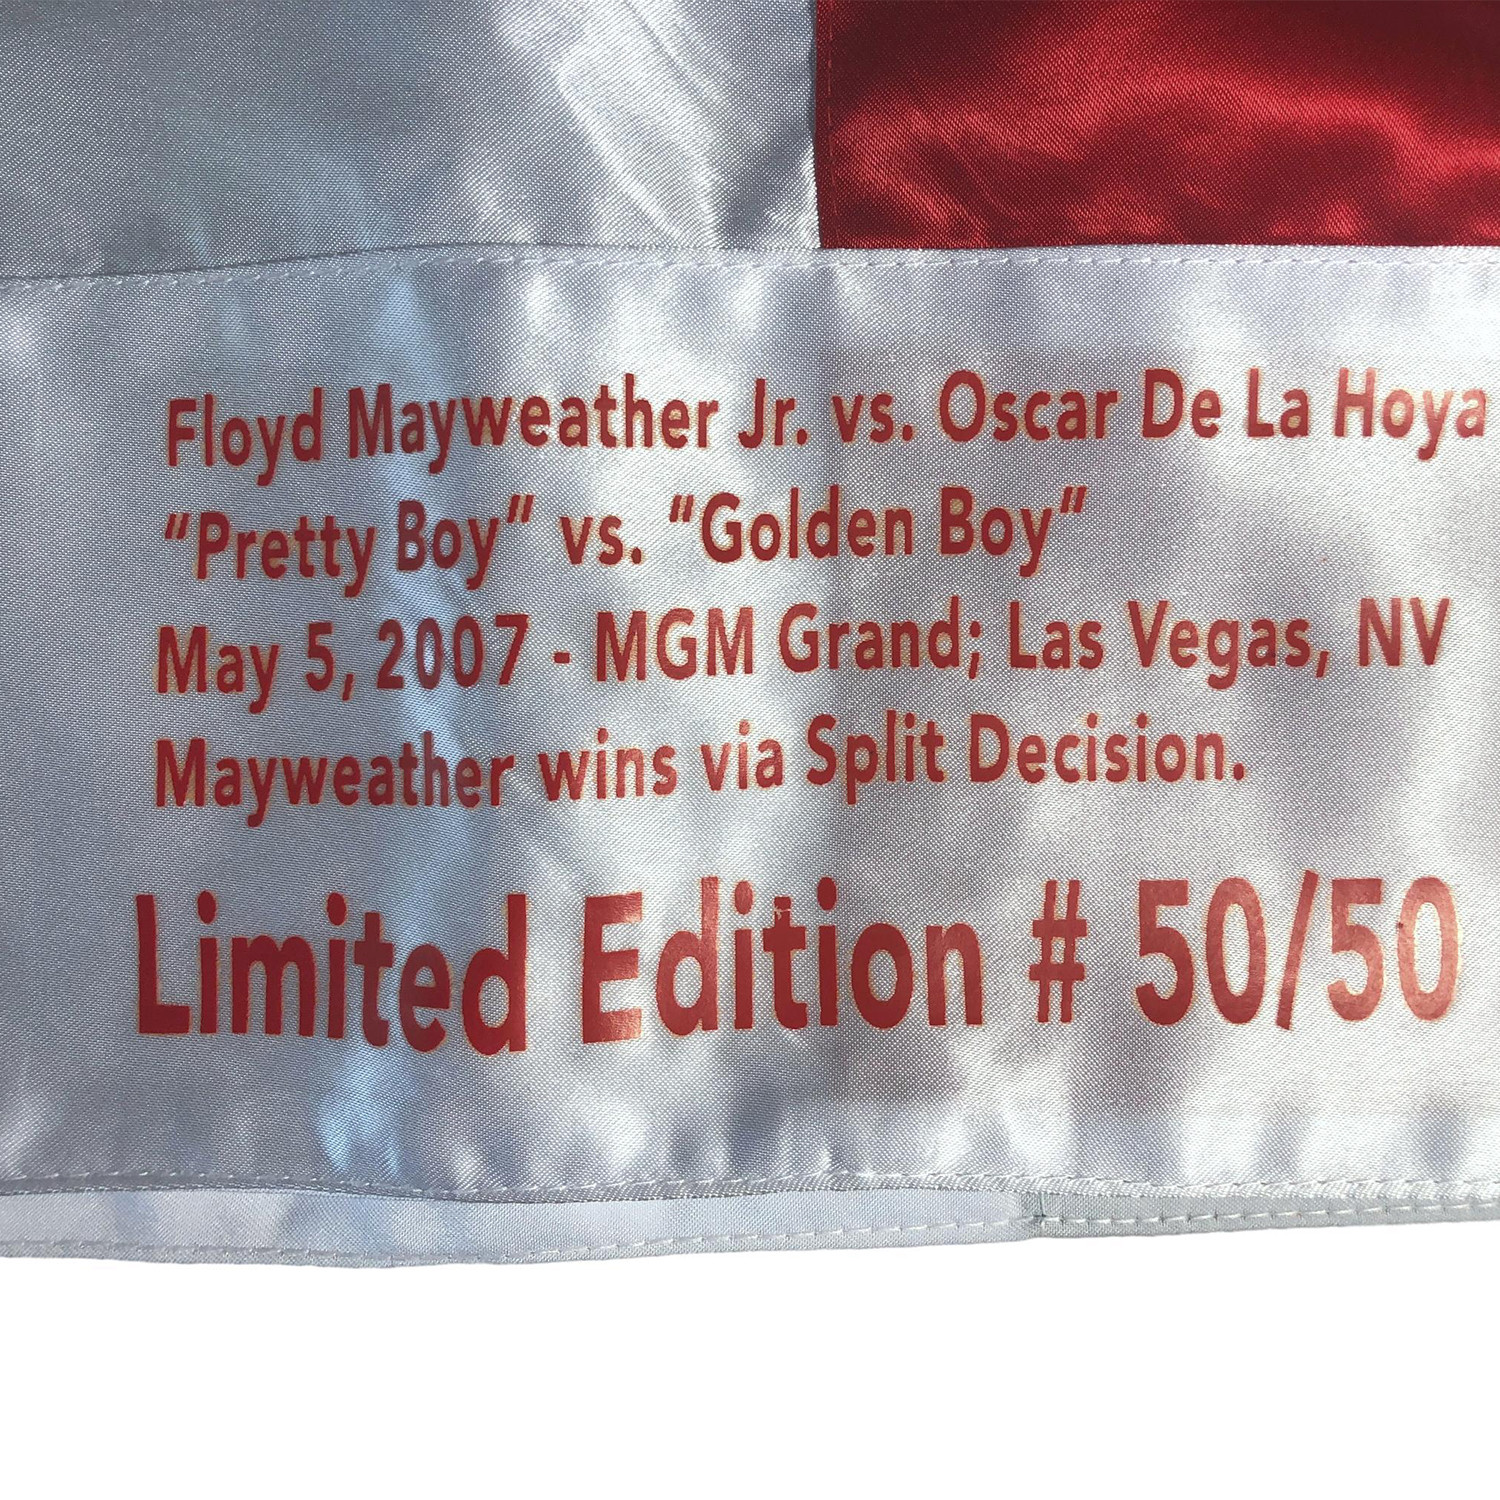 Floyd Mayweather Jr. vs. Oscar De La Hoya
“Pretty Boy” vs. “Golden Boy”
May 5, 2007 - MGM Grand; Las Vegas, NV
Mayweather wins via Split Decision.
Limited Edition # 50/50